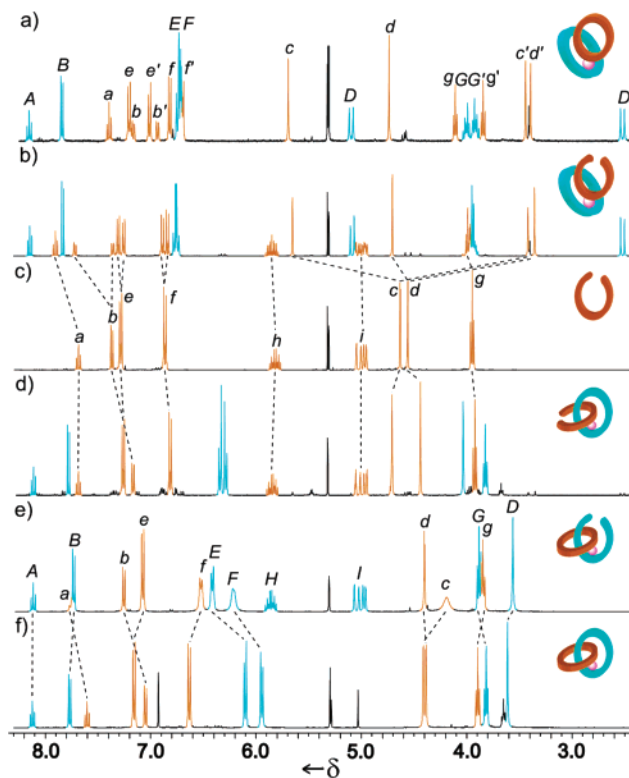 a)
A B a e b e' b' f E F f' c D d g G G' g' c' d' D
b)
c)
a b e f h i c d g
d)
e)
A a B b e f E F H I d c G g D
f)
8.0 7.0 6.0 5.0 4.0 3.0
←δ